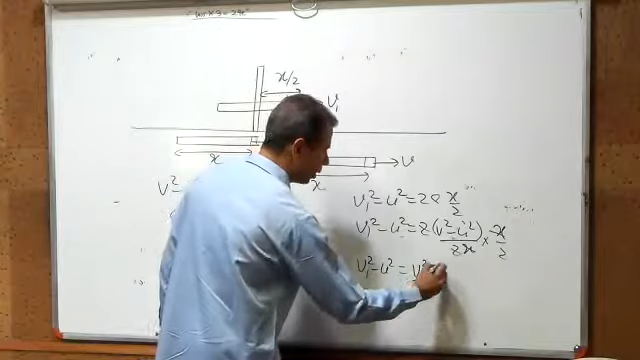 x/2
V₁
x
v
x
V²-
V₁² - u² = 2a x/2
V₁² - u² = 2 (v² - u²)/2x × x/2
V₁² - u² = V²